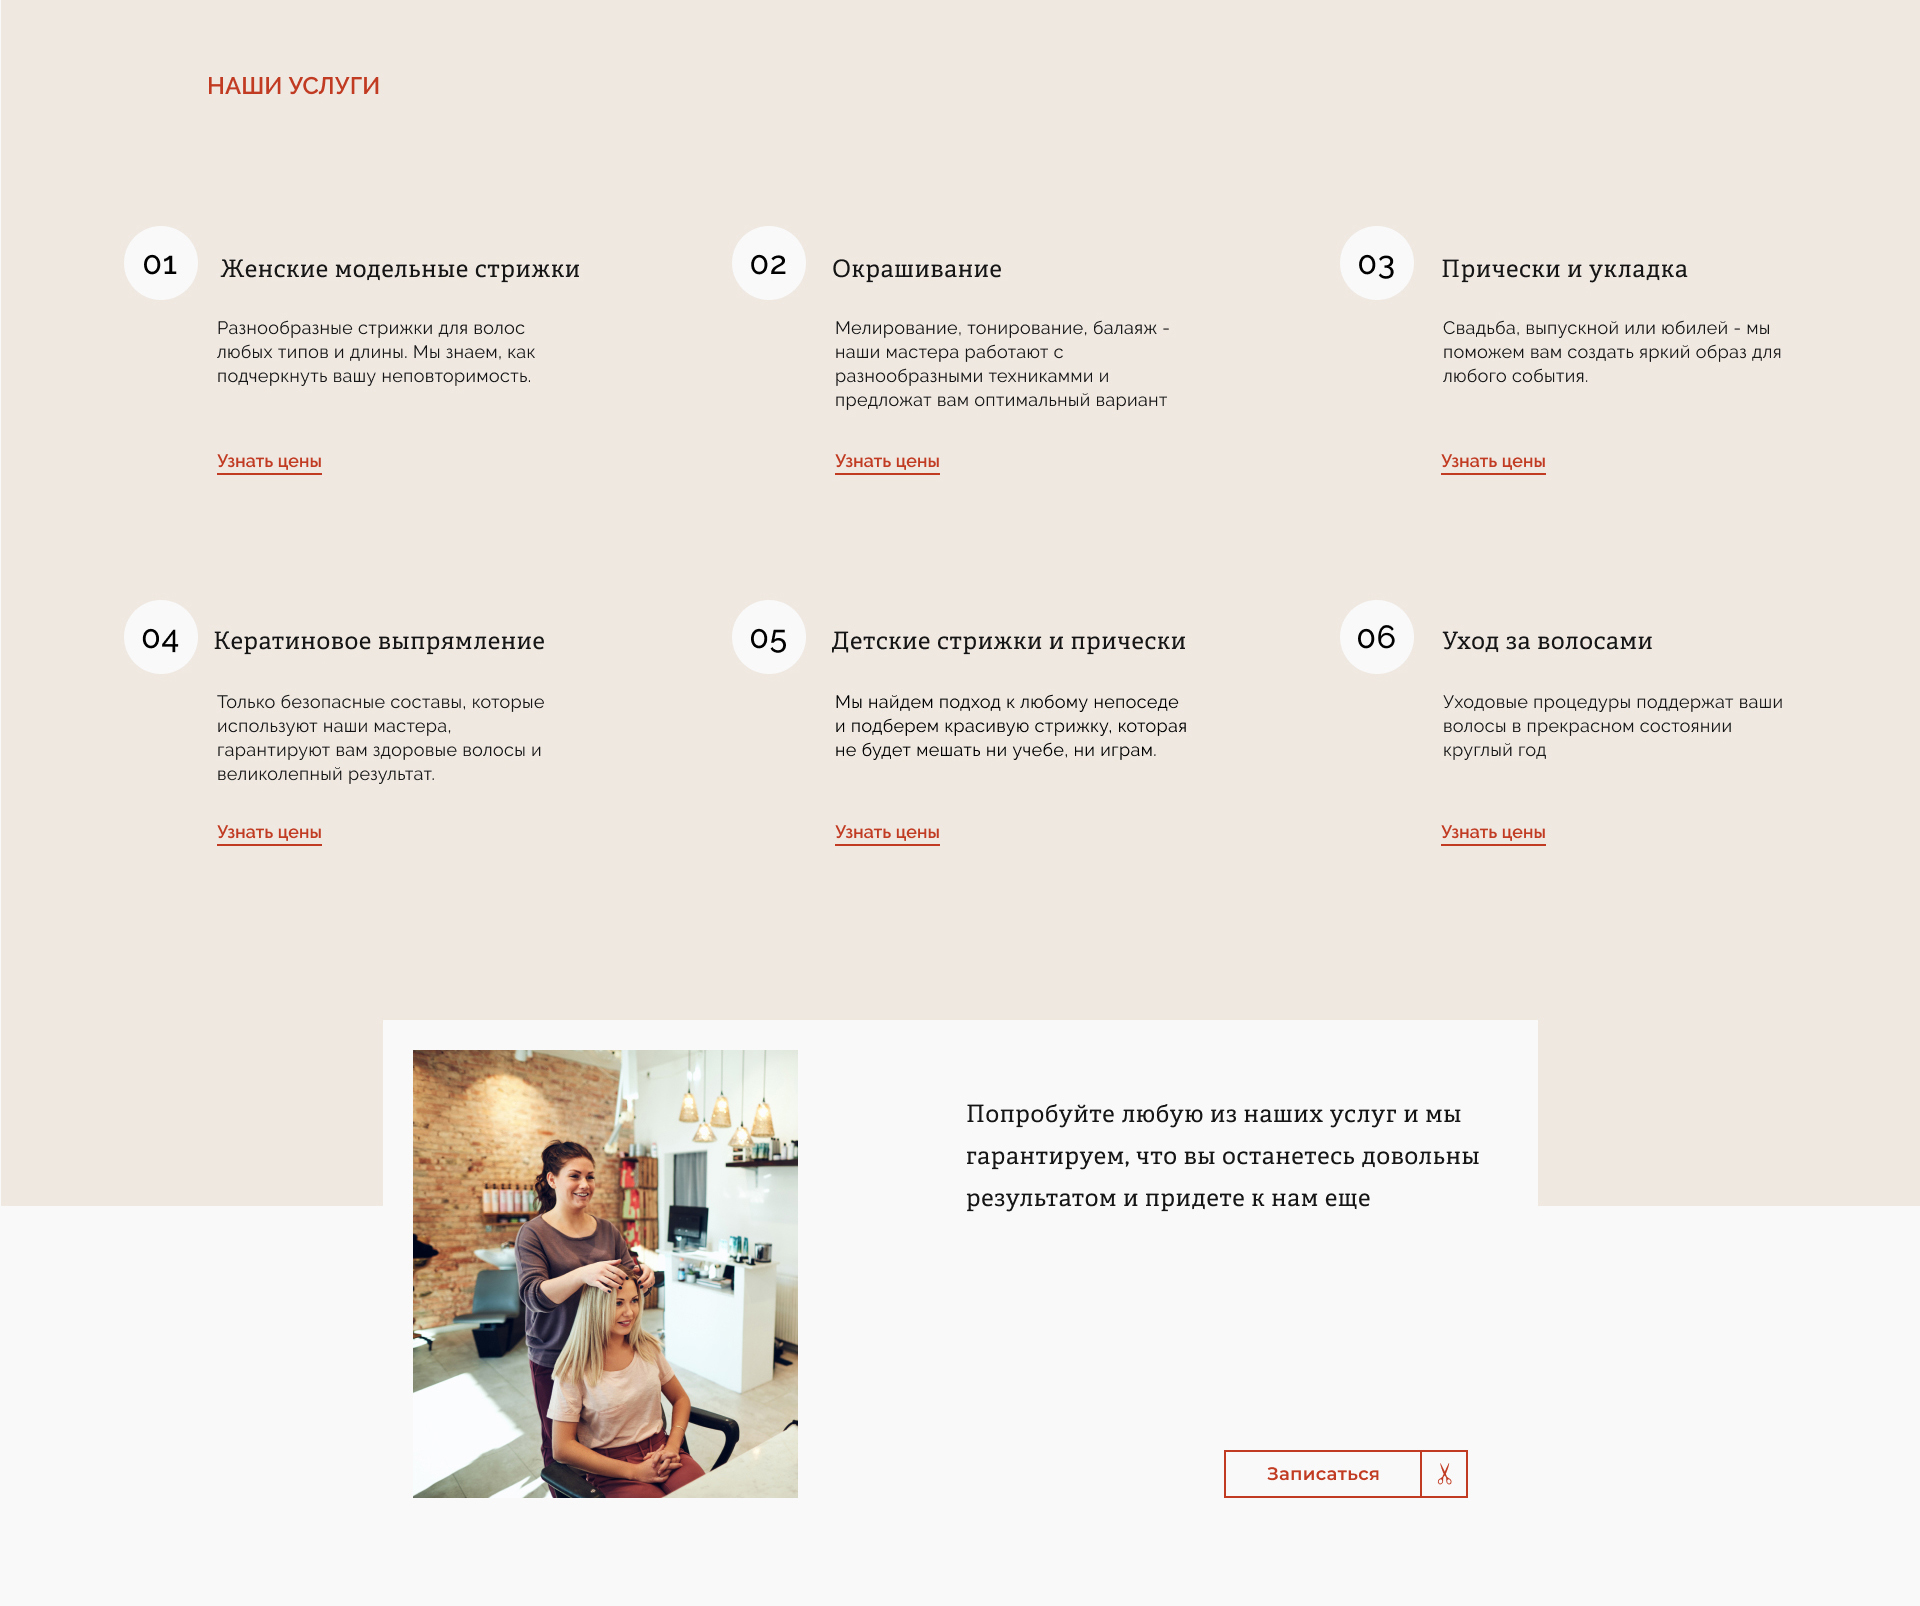 НАШИ УСЛУГИ
01
Женские модельные стрижки
Разнообразные стрижки для волос
любых типов и длины. Мы знаем, как
подчеркнуть вашу неповторимость.
Узнать цены
02
Окрашивание
Мелирование, тонирование, балаяж -
наши мастера работают с
разнообразными техникамми и
предложат вам оптимальный вариант
Узнать цены
03
Прически и укладка
Свадьба, выпускной или юбилей - мы
поможем вам создать яркий образ для
любого события.
Узнать цены
04
Кератиновое выпрямление
Только безопасные составы, которые
используют наши мастера,
гарантируют вам здоровые волосы и
великолепный результат.
Узнать цены
05
Детские стрижки и прически
Мы найдем подход к любому непоседе
и подберем красивую стрижку, которая
не будет мешать ни учебе, ни играм.
Узнать цены
06
Уход за волосами
Уходовые процедуры поддержат ваши
волосы в прекрасном состоянии
круглый год
Узнать цены
Попробуйте любую из наших услуг и мы
гарантируем, что вы останетесь довольны
результатом и придете к нам еще
Записаться